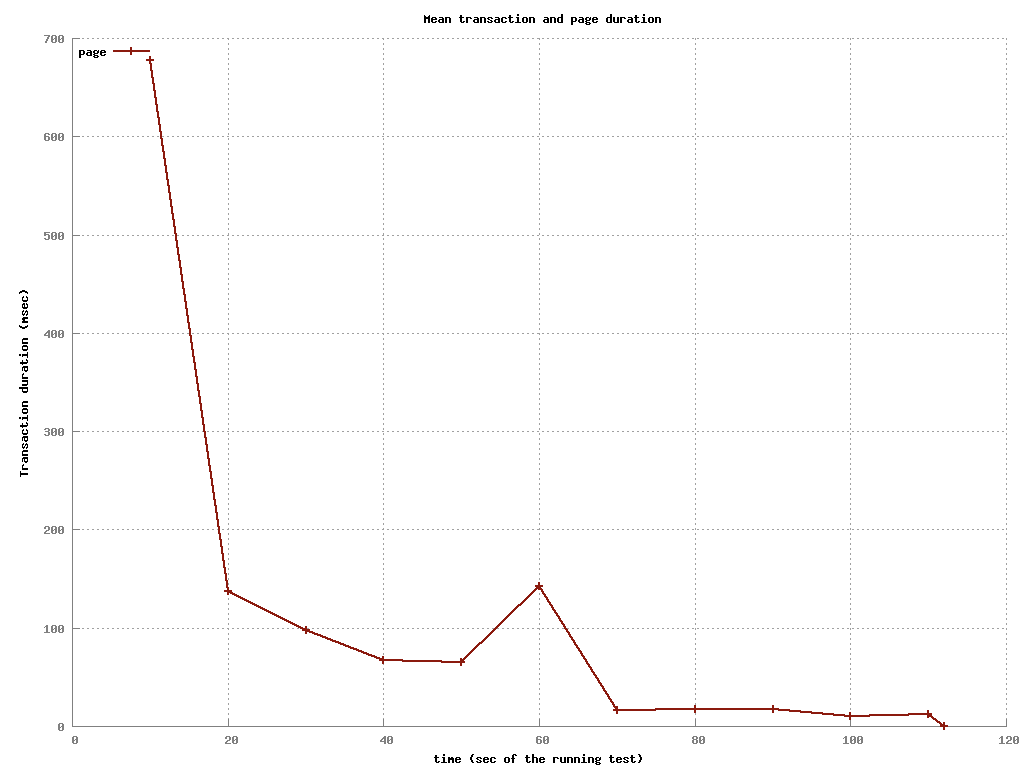 Mean transaction and page duration
700
page
600
500
400
300
200
100
0
Transaction duration (msec)
0 20 40 60 80 100 120
time (sec of the running test)